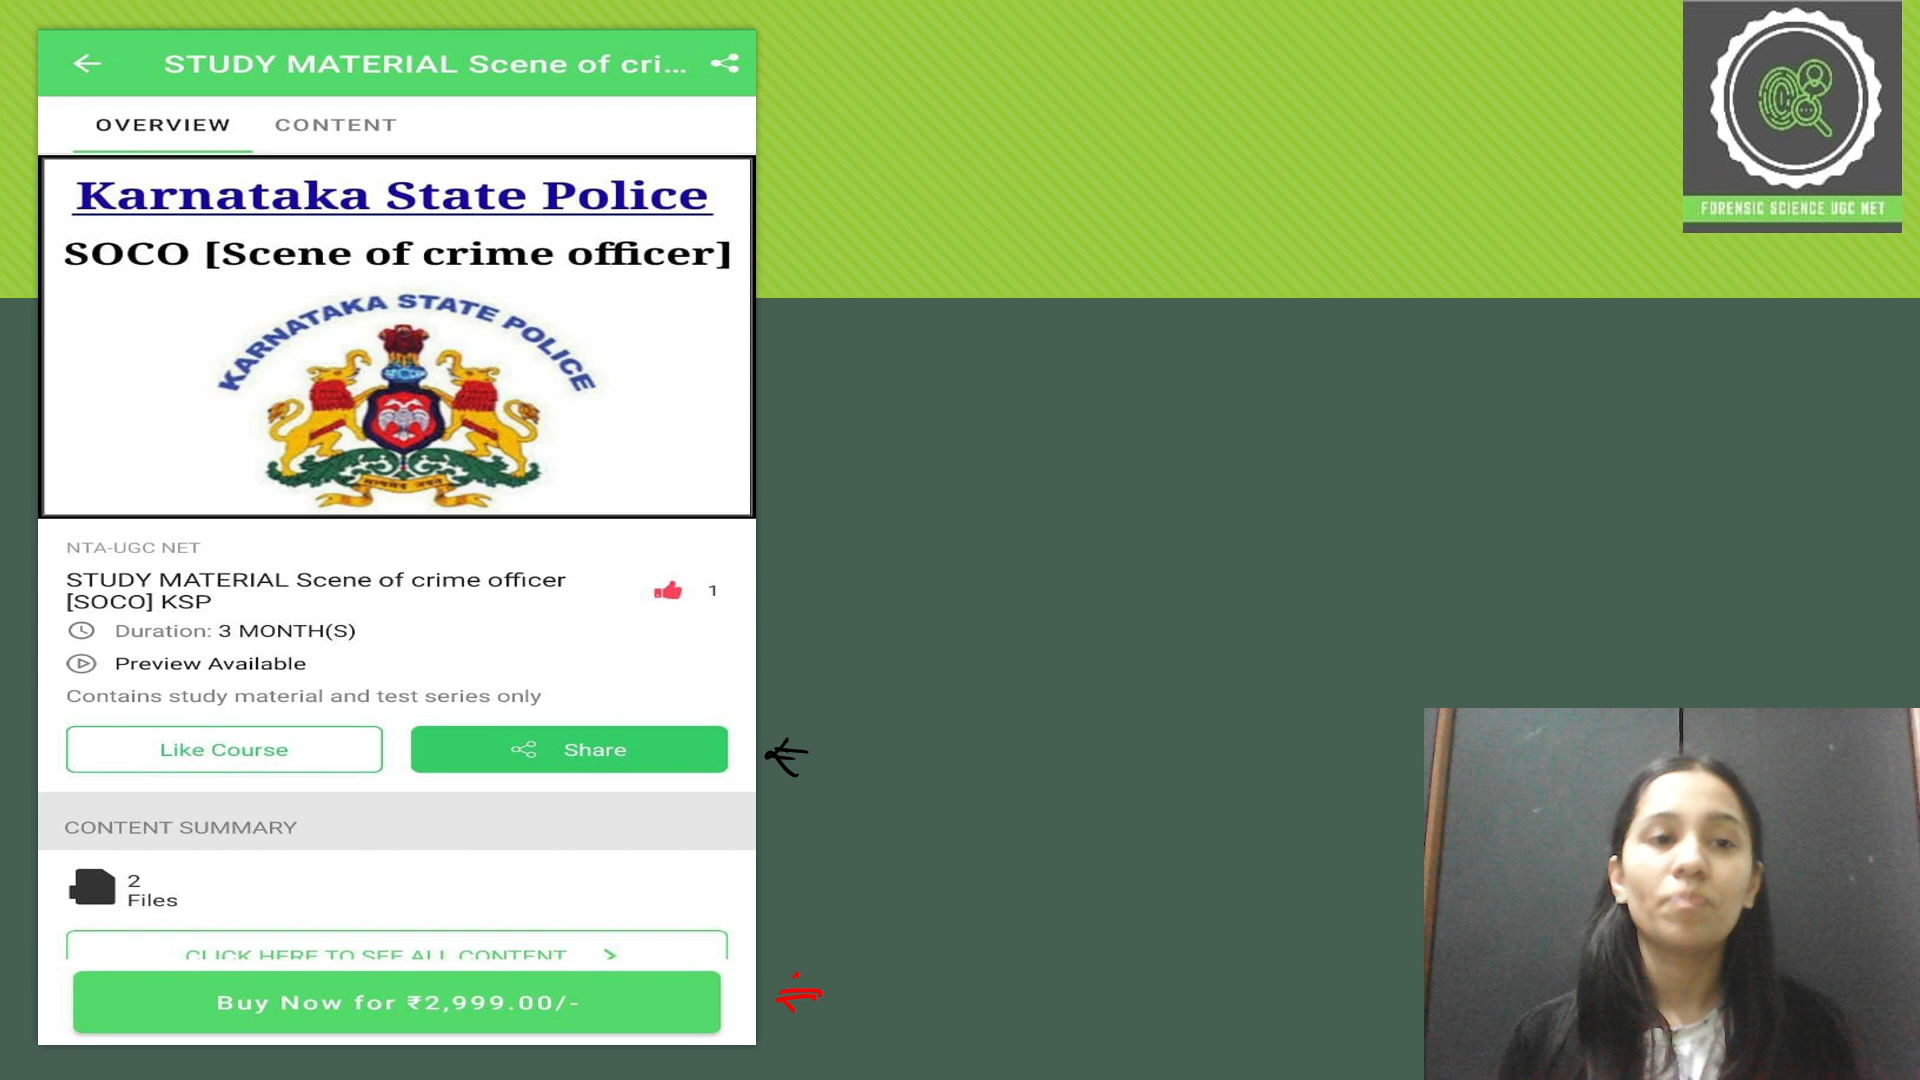 STUDY MATERIAL Scene of cri...
OVERVIEW CONTENT
Karnataka State Police
SOCO [Scene of crime officer]
KARNATAKA STATE POLICE
सत्यमेव जयते
NTA-UGC NET
STUDY MATERIAL Scene of crime officer
[SOCO] KSP
1
Duration: 3 MONTH(S)
Preview Available
Contains study material and test series only
Like Course
Share
CONTENT SUMMARY
2
Files
CLICK HERE TO SEE ALL CONTENT
Buy Now for ₹2,999.00/-
FORENSIC SCIENCE UGC NET